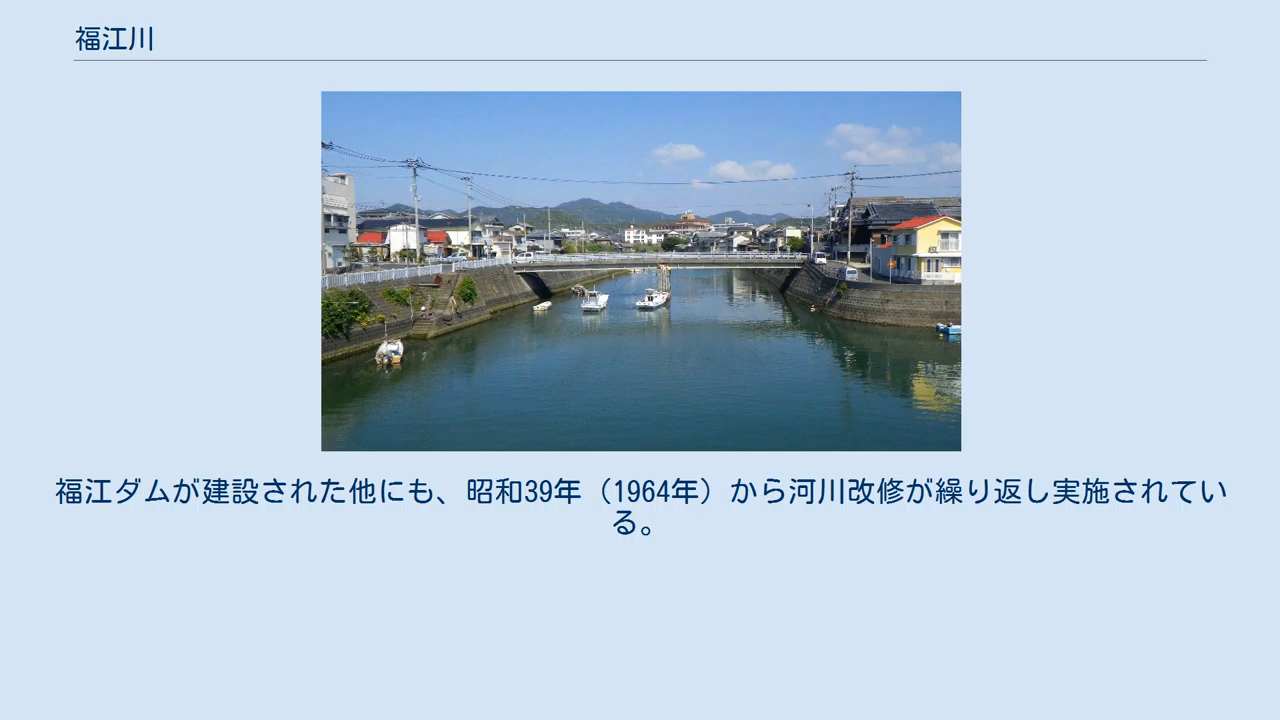 福江川
福江ダムが建設された他にも、昭和39年（1964年）から河川改修が繰り返し実施されてい
る。